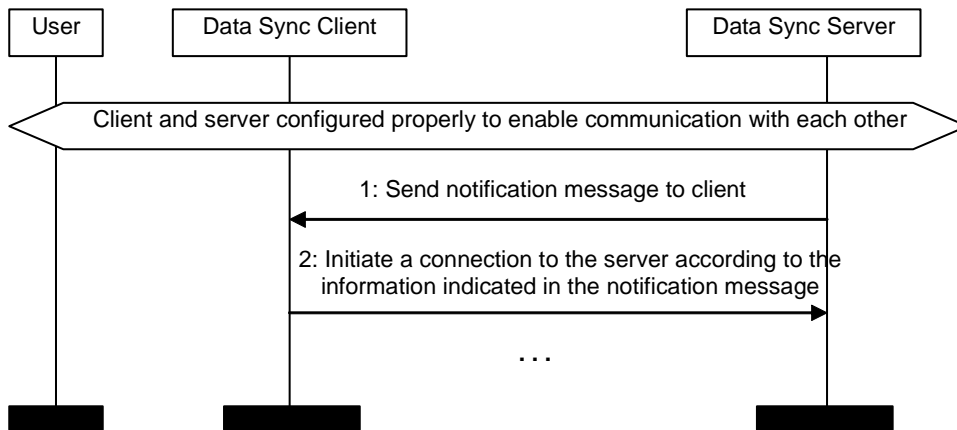 User
Data Sync Client
Data Sync Server
Client and server configured properly to enable communication with each other
1: Send notification message to client
2: Initiate a connection to the server according to the
information indicated in the notification message
...